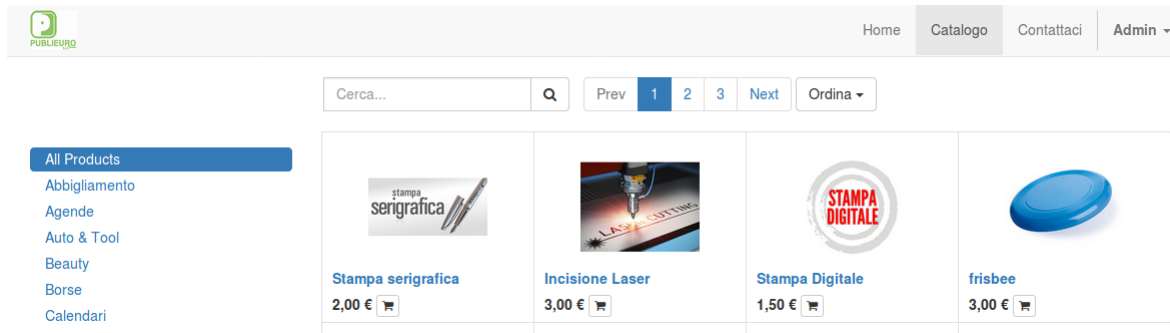 PUBLIEURO
Home Catalogo Contattaci Admin
Cerca... Prev 1 2 3 Next Ordina
All Products
Abbigliamento
Agende
Auto & Tool
Beauty
Borse
Calendari
stampa
serigrafica
LASER CUTTING
STAMPA
DIGITALE
Stampa serigrafica Incisione Laser Stampa Digitale frisbee
2,00 € 3,00 € 1,50 € 3,00 €